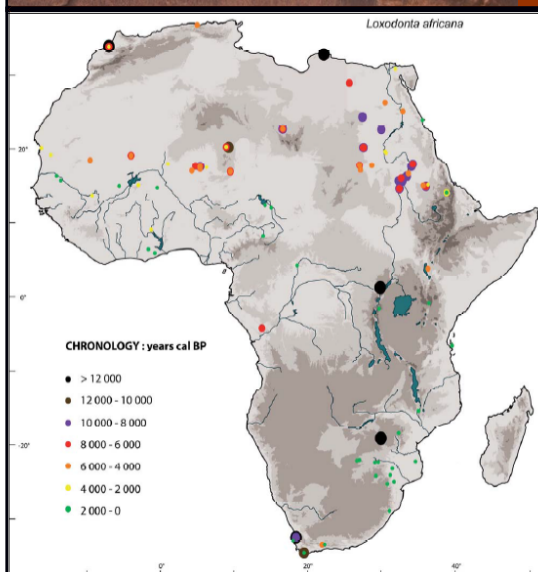 Loxodonta africana
20°
0°
CHRONOLOGY : years cal BP
> 12 000
12 000 - 10 000
10 000 - 8 000
8 000 - 6 000
6 000 - 4 000
4 000 - 2 000
2 000 - 0
-20°
0°
20°
40°